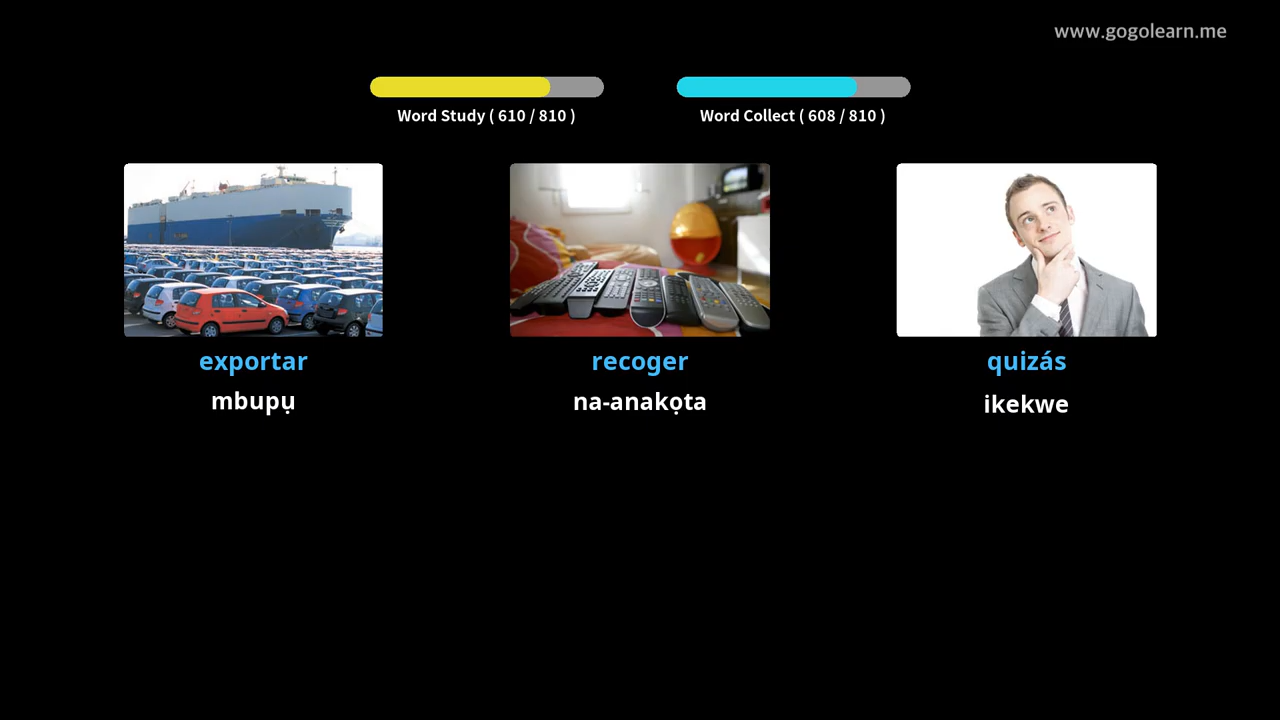 www.gogolearn.me
Word Study ( 610 / 810 )
Word Collect ( 608 / 810 )
exportar
mbupụ
recoger
na-anakọta
quizás
ikekwe